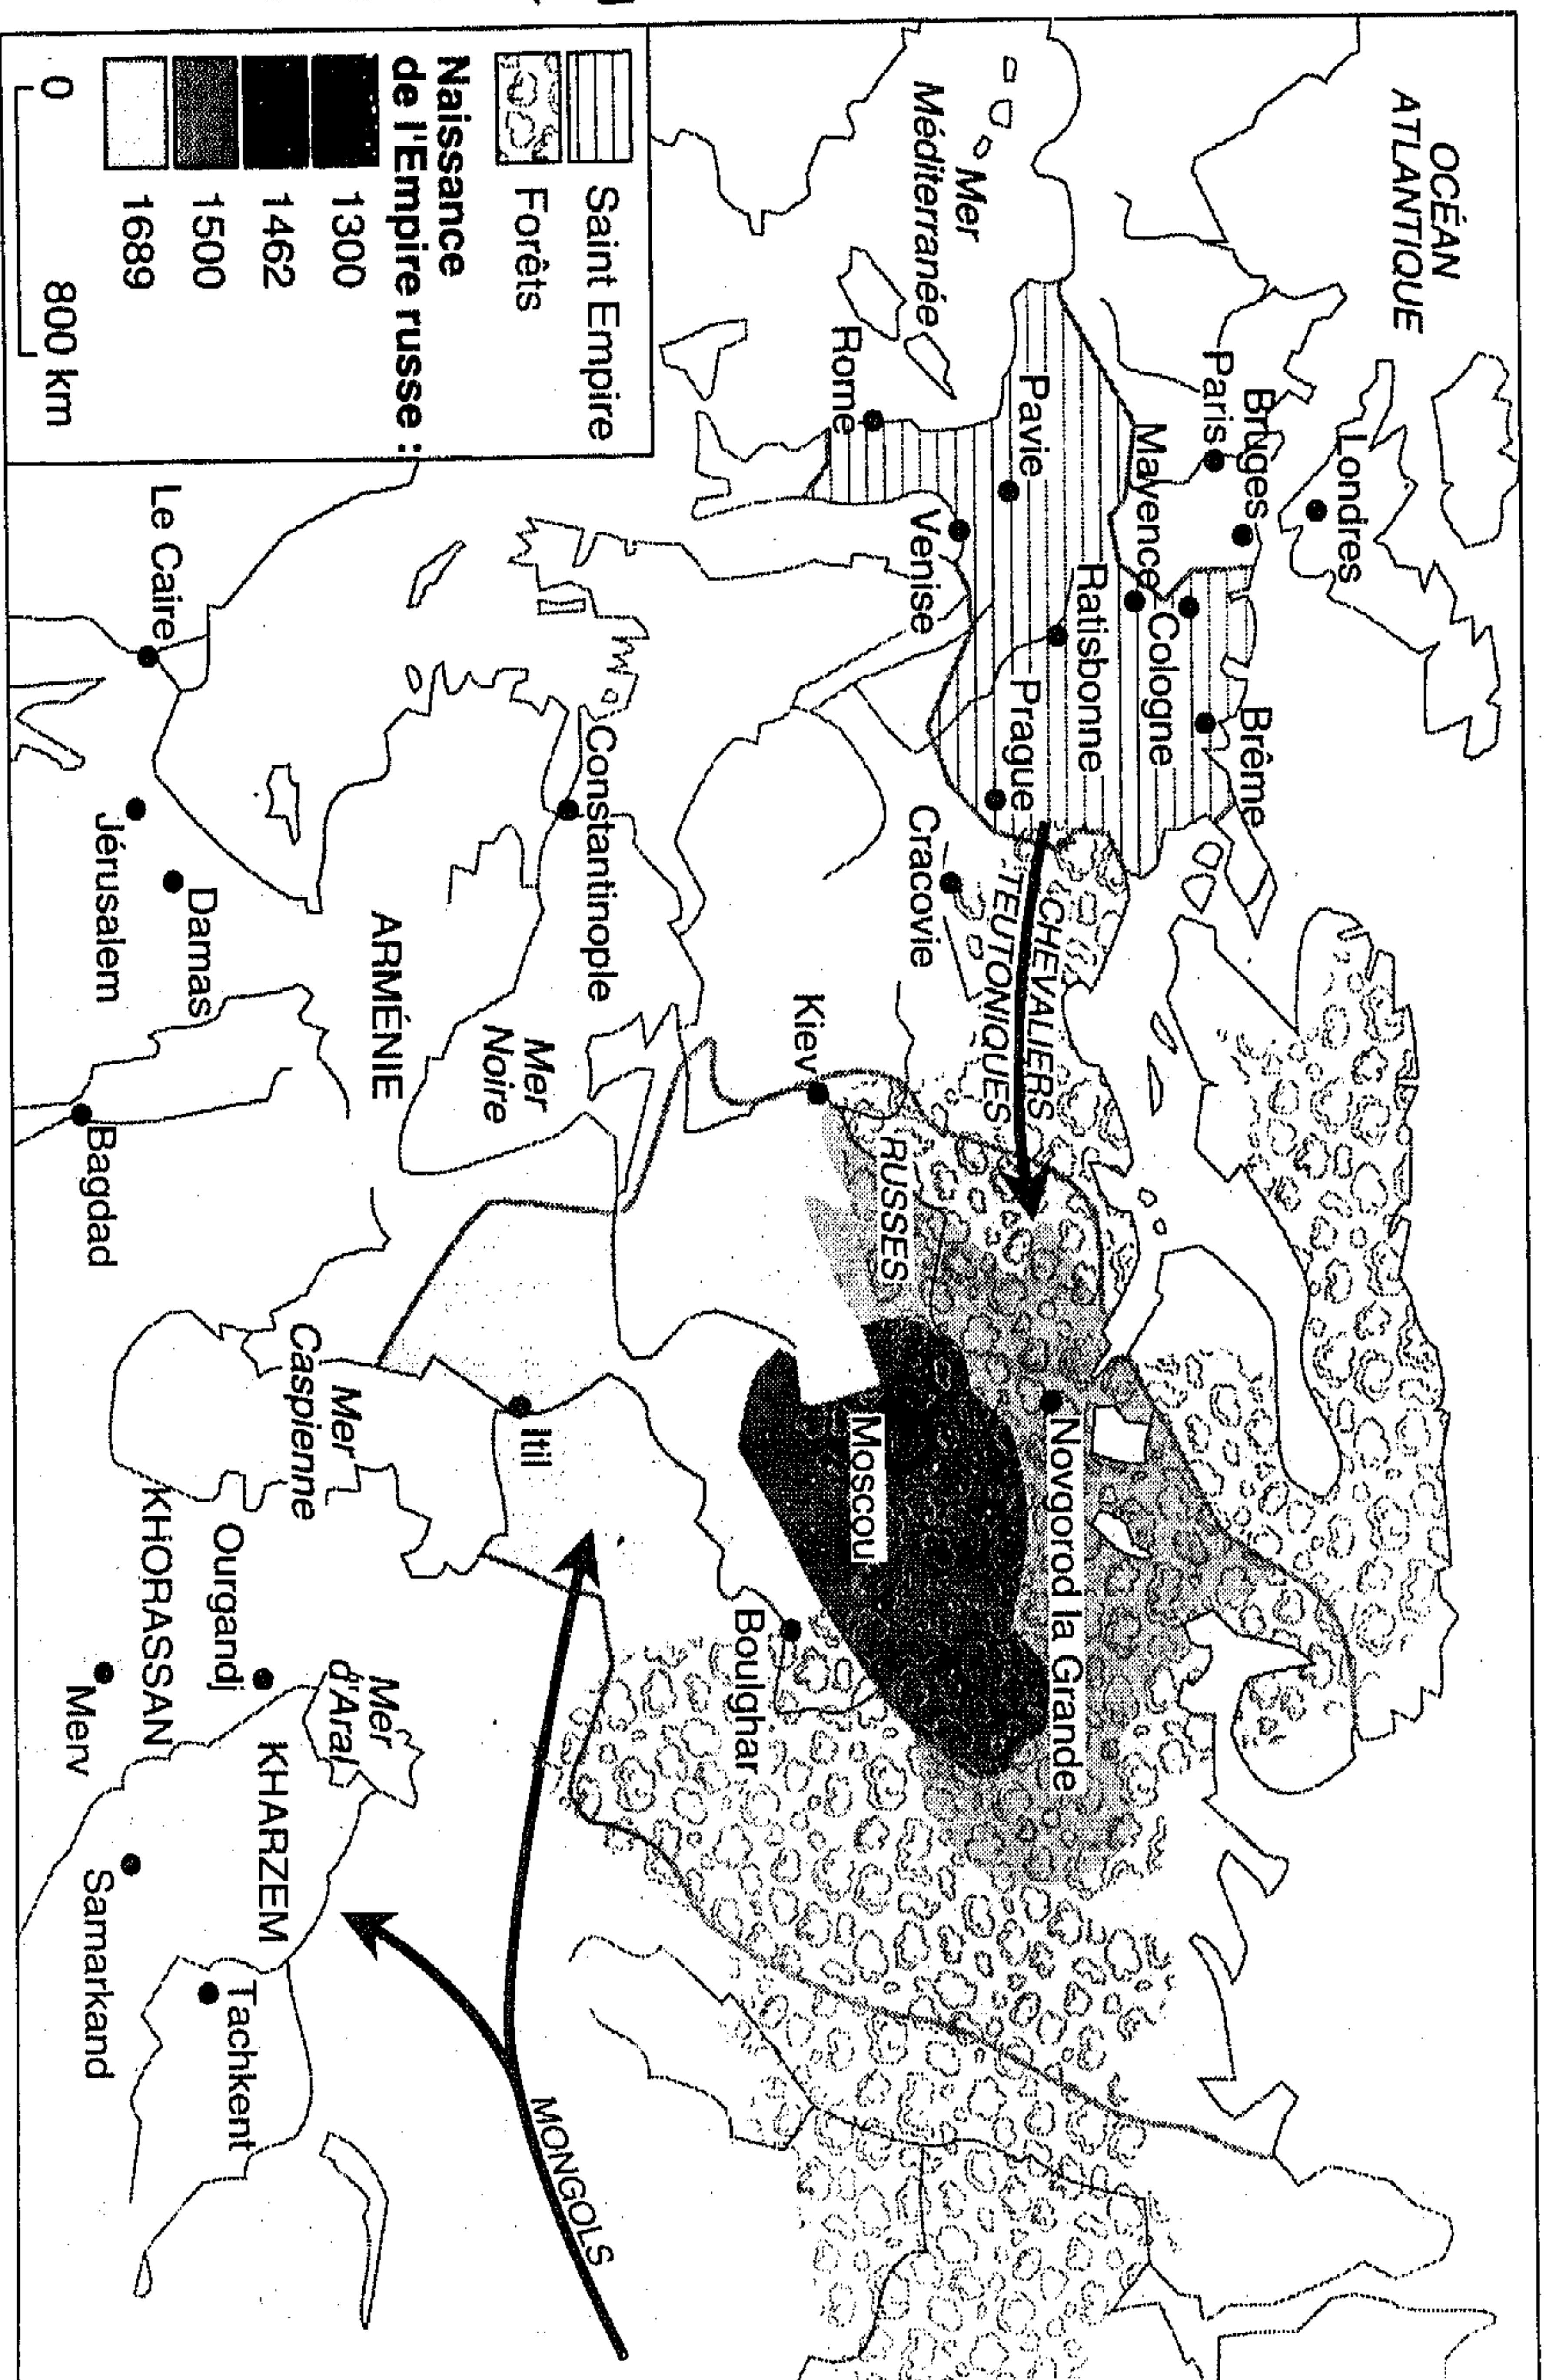 OCÉAN
ATLANTIQUE
Londres
Bruges
Paris
Brême
Cologne
Mayence
Ratisbonne
Prague
Pavie
Venise
Rome
Mer
Méditerranée
Cracovie
CHEVALIERS
TEUTONIQUES
Kiev
RUSSES
Novgorod la Grande
Moscou
Boulghar
Itil
MONGOLS
Constantinople
Mer
Noire
ARMÉNIE
Mer
Caspienne
Mer
d'Aral
KHARZEM
Ourgandj
KHORASSAN
Merv
Samarkand
Tachkent
Le Caire
Jérusalem
Damas
Bagdad
Saint Empire
Forêts
Naissance
de l'Empire russe :
1300
1462
1500
1689
0 800 km